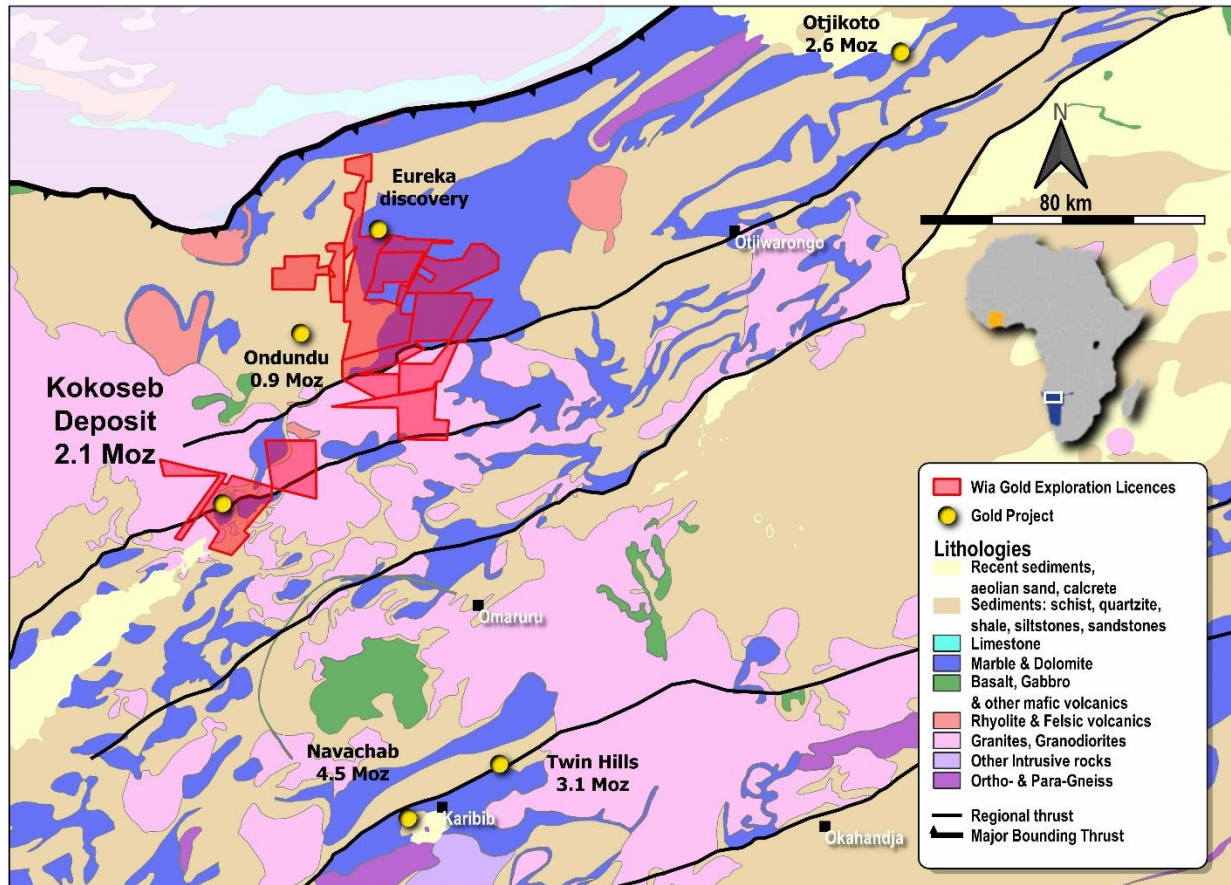 Otjikoto
2.6 Moz
N
80 km
Eureka
discovery
Otjiwarongo
Ondundu
0.9 Moz
Kokoseb
Deposit
2.1 Moz
Omaruru
Navachab
4.5 Moz
Twin Hills
3.1 Moz
Karibib
Okahandja
Wia Gold Exploration Licences
Gold Project
Lithologies
Recent sediments,
aeolian sand, calcrete
Sediments: schist, quartzite,
shale, siltstones, sandstones
Limestone
Marble & Dolomite
Basalt, Gabbro
& other mafic volcanics
Rhyolite & Felsic volcanics
Granites, Granodiorites
Other Intrusive rocks
Ortho- & Para-Gneiss
Regional thrust
Major Bounding Thrust